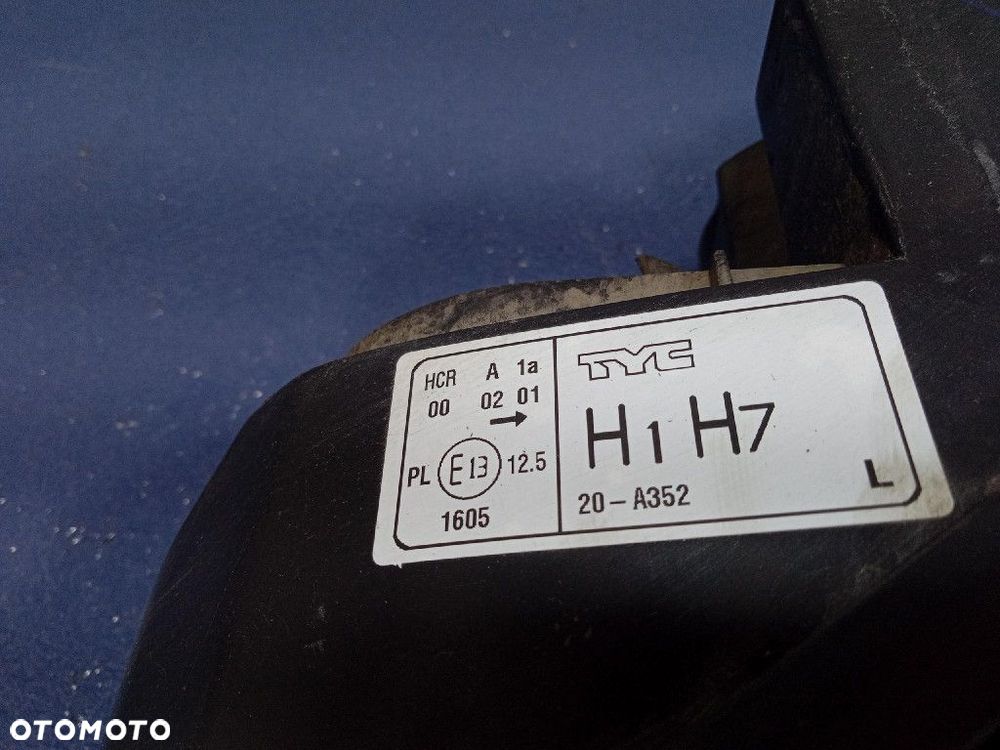 HCR A 1a
00 02 01
→
PL E13 12.5
1605
TYC
H1 H7
20-A352
L
OTOMOTO